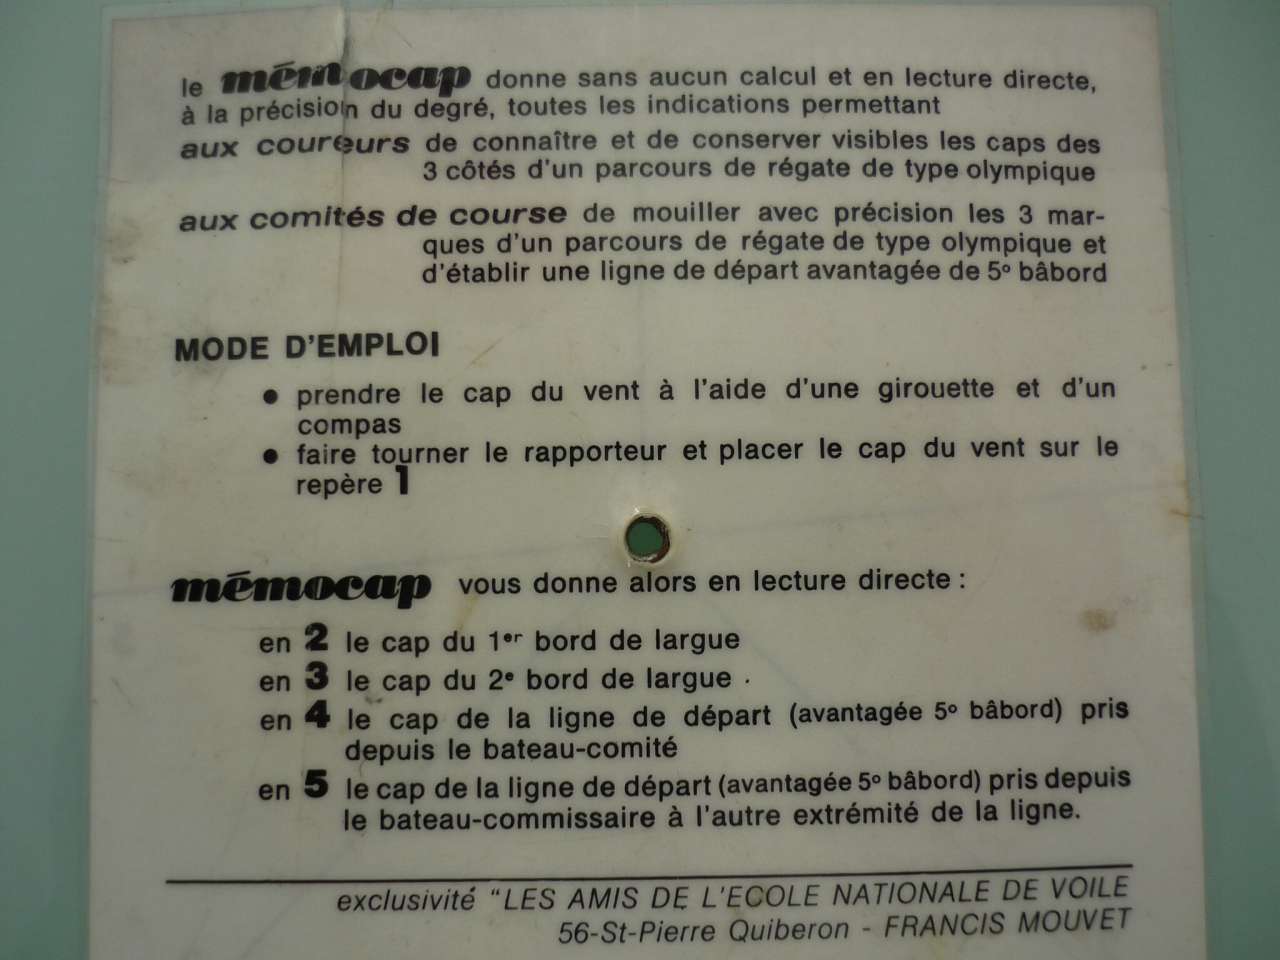 le mémocap donne sans aucun calcul et en lecture directe,
à la précision du degré, toutes les indications permettant
aux coureurs de connaître et de conserver visibles les caps des
3 côtés d'un parcours de régate de type olympique
aux comités de course de mouiller avec précision les 3 mar-
ques d'un parcours de régate de type olympique et
d'établir une ligne de départ avantagée de 5° bâbord
MODE D'EMPLOI
• prendre le cap du vent à l'aide d'une girouette et d'un
compas
• faire tourner le rapporteur et placer le cap du vent sur le
repère 1
mémocap vous donne alors en lecture directe :
en 2 le cap du 1er bord de largue
en 3 le cap du 2e bord de largue .
en 4 le cap de la ligne de départ (avantagée 5° bâbord) pris
depuis le bateau-comité
en 5 le cap de la ligne de départ (avantagée 5° bâbord) pris depuis
le bateau-commissaire à l'autre extrémité de la ligne.
exclusivité "LES AMIS DE L'ECOLE NATIONALE DE VOILE
56-St-Pierre Quiberon - FRANCIS MOUVET